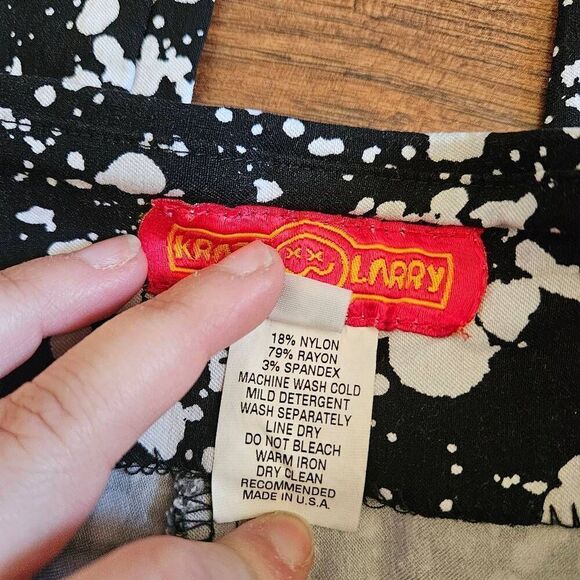 LARRY
18% NYLON
79% RAYON
3% SPANDEX
MACHINE WASH COLD
MILD DETERGENT
WASH SEPARATELY
LINE DRY
DO NOT BLEACH
WARM IRON
DRY CLEAN
RECOMMENDED
MADE IN U.S.A.